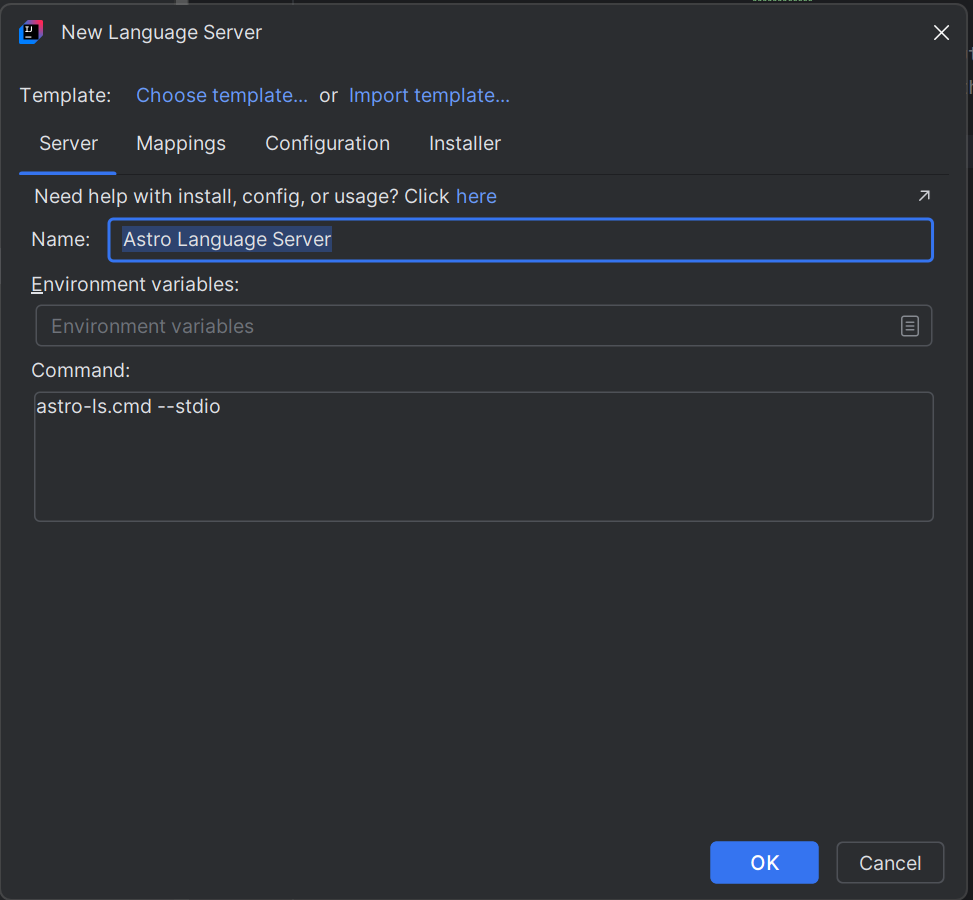 New Language Server
Template: Choose template... or Import template...
Server Mappings Configuration Installer
Need help with install, config, or usage? Click here
Name: Astro Language Server
Environment variables:
Environment variables
Command:
astro-ls.cmd --stdio
OK Cancel